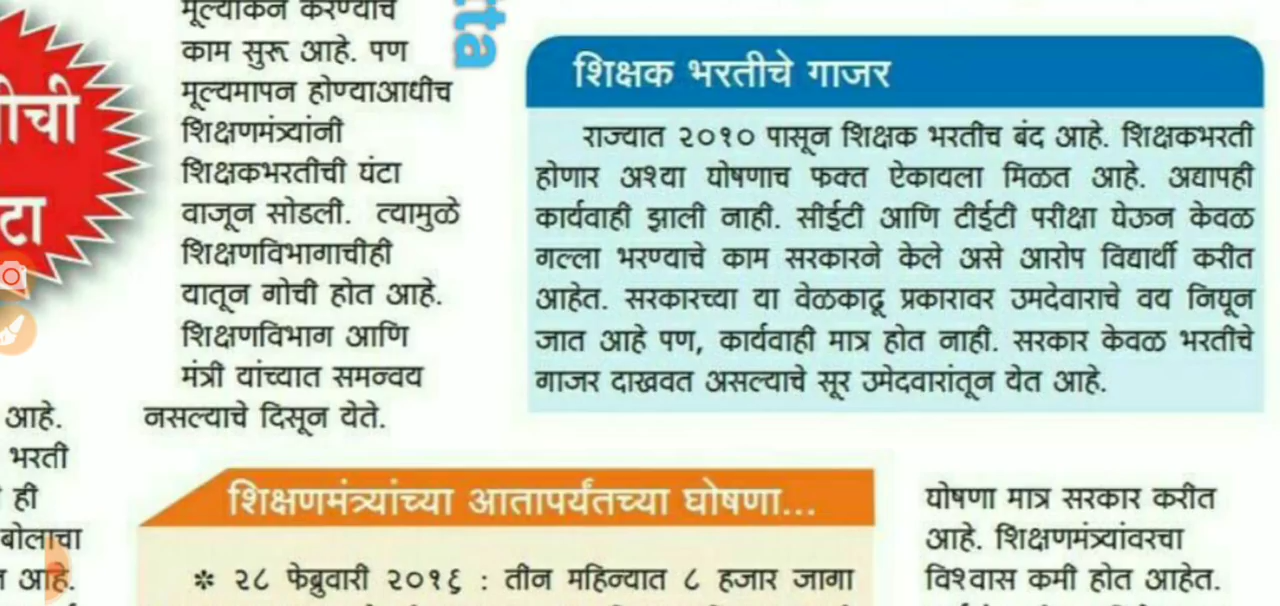 ीची
टा
आहे.
भरती
ही
बोलाचा
आहे.
मूल्यांकन करण्याचे
काम सुरू आहे. पण
मूल्यमापन होण्याआधीच
शिक्षणमंत्र्यांनी
शिक्षकभरतीची घंटा
वाजून सोडली. त्यामुळे
शिक्षणविभागाचीही
यातून गोची होत आहे.
शिक्षणविभाग आणि
मंत्री यांच्यात समन्वय
नसल्याचे दिसून येते.
tta
शिक्षक भरतीचे गाजर
राज्यात २०१० पासून शिक्षक भरतीच बंद आहे. शिक्षकभरती
होणार अश्या घोषणाच फक्त ऐकायला मिळत आहे. अद्यापही
कार्यवाही झाली नाही. सीईटी आणि टीईटी परीक्षा घेऊन केवळ
गल्ला भरण्याचे काम सरकारने केले असे आरोप विद्यार्थी करीत
आहेत. सरकारच्या या वेळकाढू प्रकारावर उमदेवाराचे वय निघून
जात आहे पण, कार्यवाही मात्र होत नाही. सरकार केवळ भरतीचे
गाजर दाखवत असल्याचे सूर उमेदवारांतून येत आहे.
शिक्षणमंत्र्यांच्या आतापर्यंतच्या घोषणा...
* २८ फेब्रुवारी २०१६ : तीन महिन्यात ८ हजार जागा
घोषणा मात्र सरकार करीत
आहे. शिक्षणमंत्र्यांवरचा
विश्वास कमी होत आहेत.